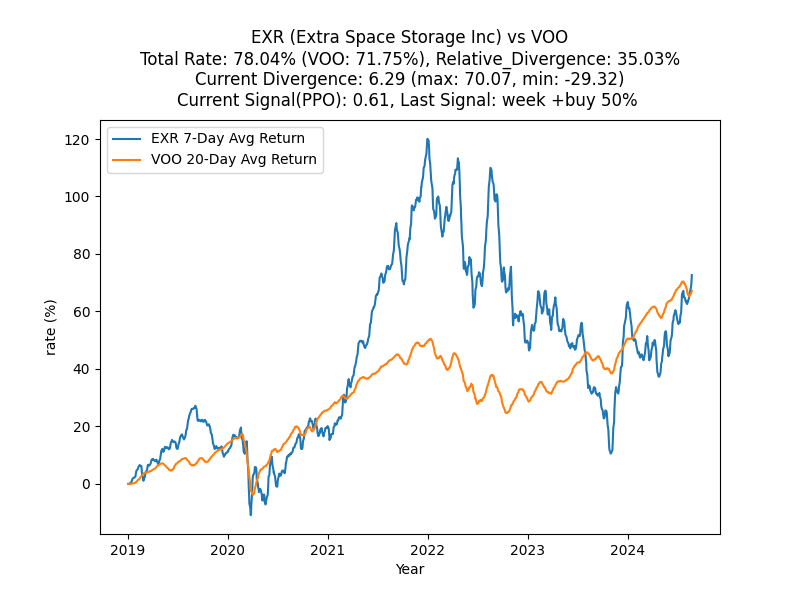 EXR (Extra Space Storage Inc) vs VOO
Total Rate: 78.04% (VOO: 71.75%), Relative_Divergence: 35.03%
Current Divergence: 6.29 (max: 70.07, min: -29.32)
Current Signal(PPO): 0.61, Last Signal: week +buy 50%
EXR 7-Day Avg Return
VOO 20-Day Avg Return
rate (%)
120
100
80
60
40
20
0
2019
2020
2021
2022
2023
2024
Year